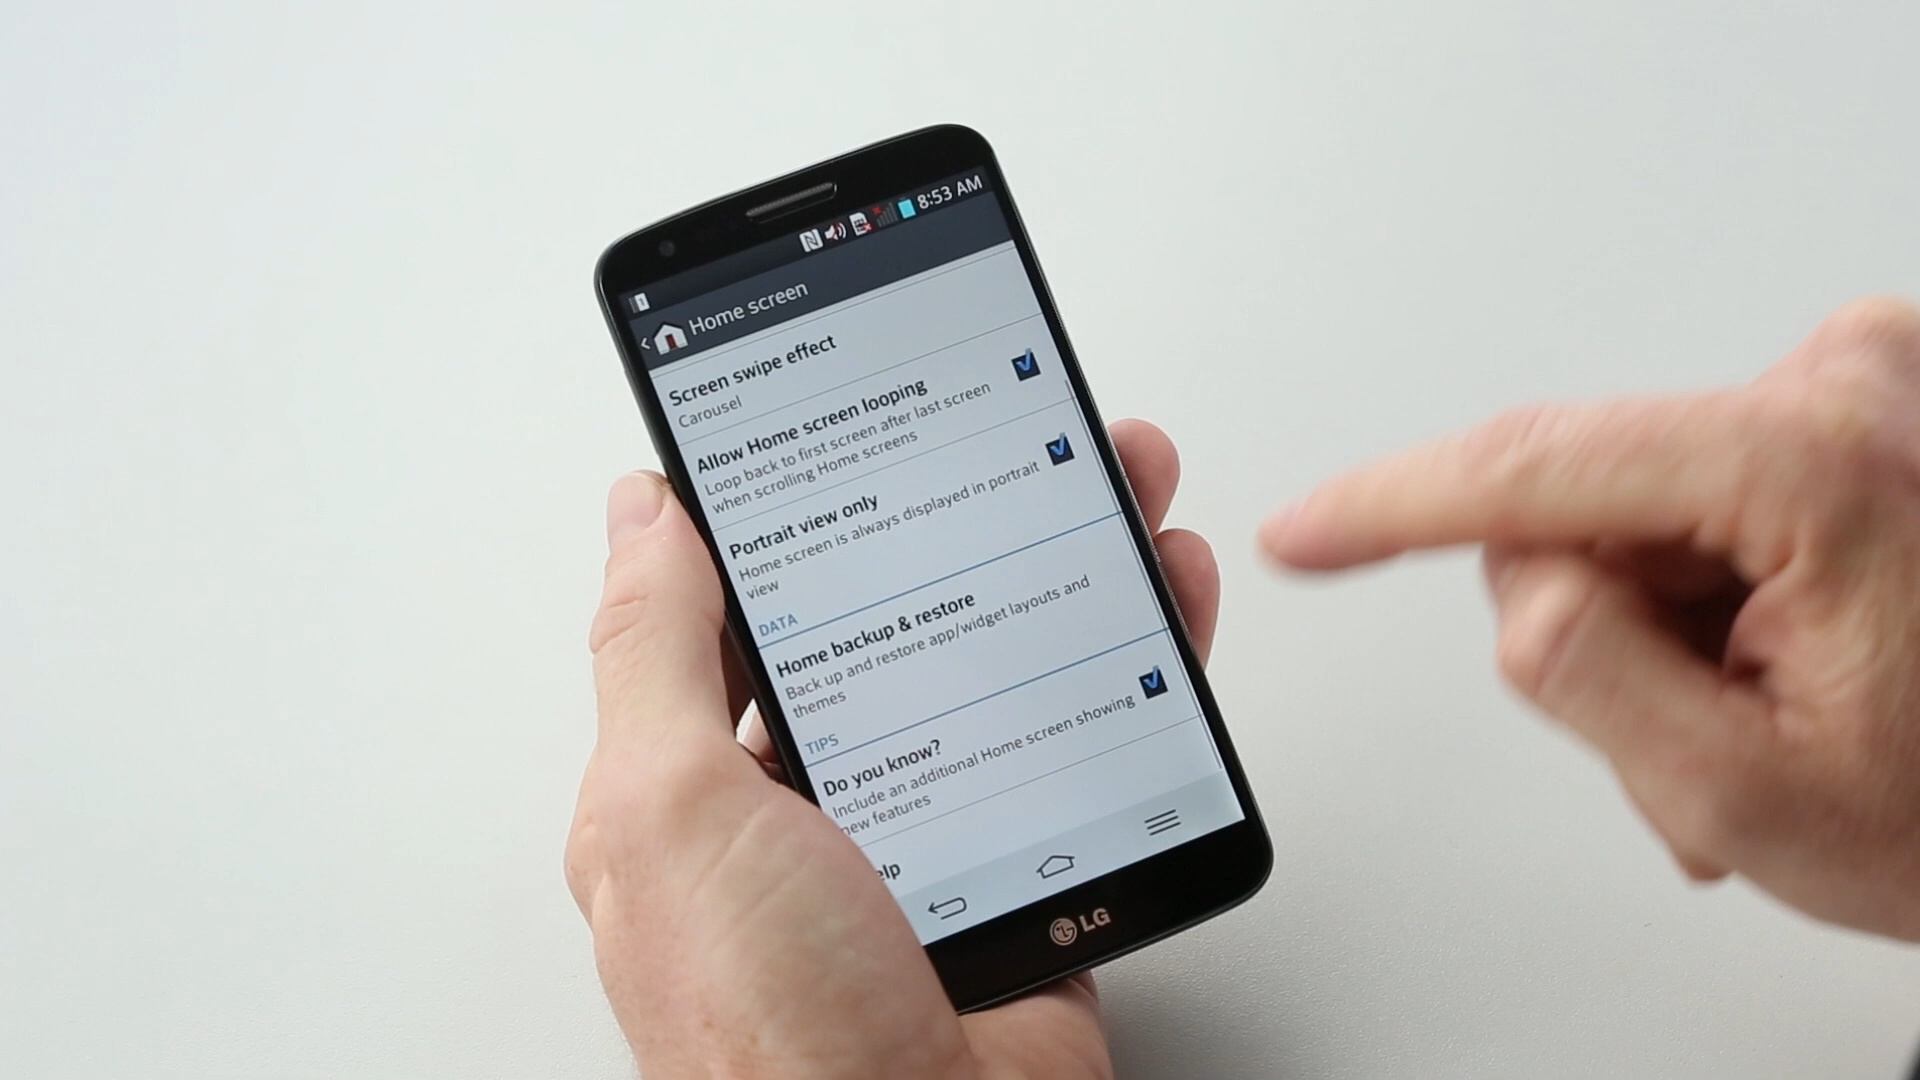 8:53 AM
Home screen
Screen swipe effect
Carousel
Allow Home screen looping
Loop back to first screen after last screen
when scrolling Home screens
Portrait view only
Home screen is always displayed in portrait
view
DATA
Home backup & restore
Back up and restore app/widget layouts and
themes
TIPS
Do you know?
Include an additional Home screen showing
new features
elp
LG